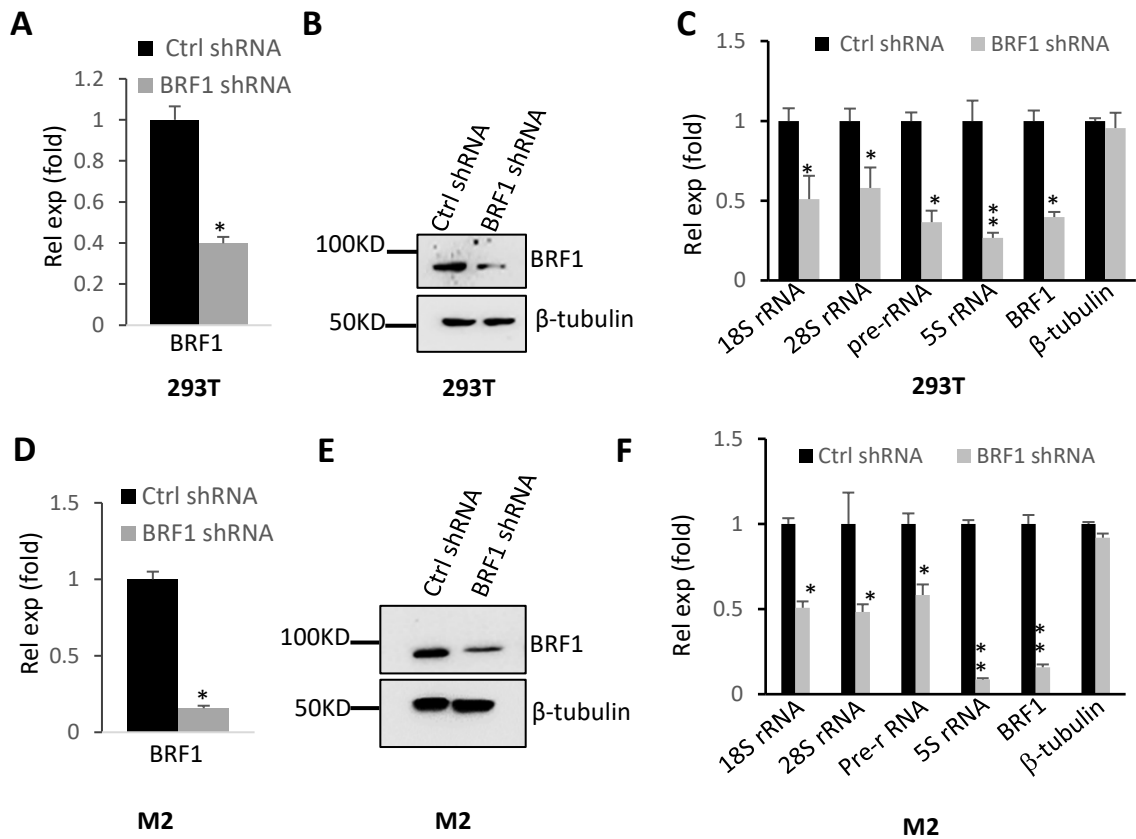 A
Ctrl shRNA
BRF1 shRNA
Rel exp (fold)
1.2
1
0.8
0.6
0.4
0.2
0
*
BRF1
293T
B
Ctrl shRNA
BRF1 shRNA
100KD
BRF1
50KD
β-tubulin
293T
C
Ctrl shRNA
BRF1 shRNA
Rel exp (fold)
1.5
1
0.5
0
*
*
*
**
*
18S rRNA
28S rRNA
pre-rRNA
5S rRNA
BRF1
β-tubulin
293T
D
Ctrl shRNA
BRF1 shRNA
Rel exp (fold)
1.5
1
0.5
0
*
BRF1
M2
E
Ctrl shRNA
BRF1 shRNA
100KD
BRF1
50KD
β-tubulin
M2
F
Ctrl shRNA
BRF1 shRNA
Rel exp (fold)
1.5
1
0.5
0
*
*
*
**
**
18S rRNA
28S rRNA
Pre-r RNA
5S rRNA
BRF1
β-tubulin
M2